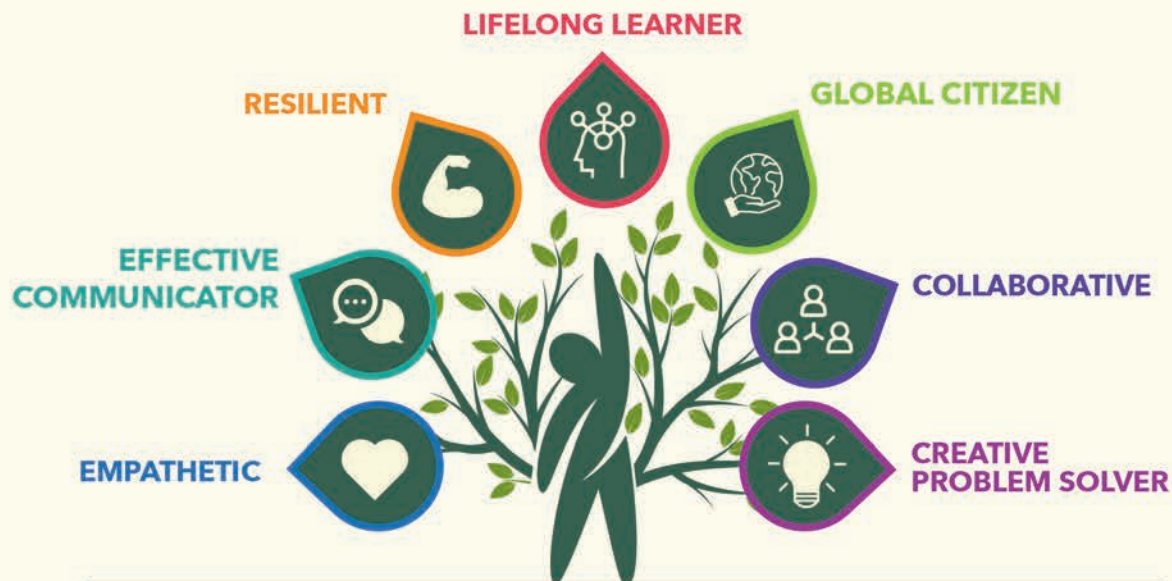 LIFELONG LEARNER
RESILIENT
GLOBAL CITIZEN
EFFECTIVE
COMMUNICATOR
COLLABORATIVE
EMPATHETIC
CREATIVE
PROBLEM SOLVER